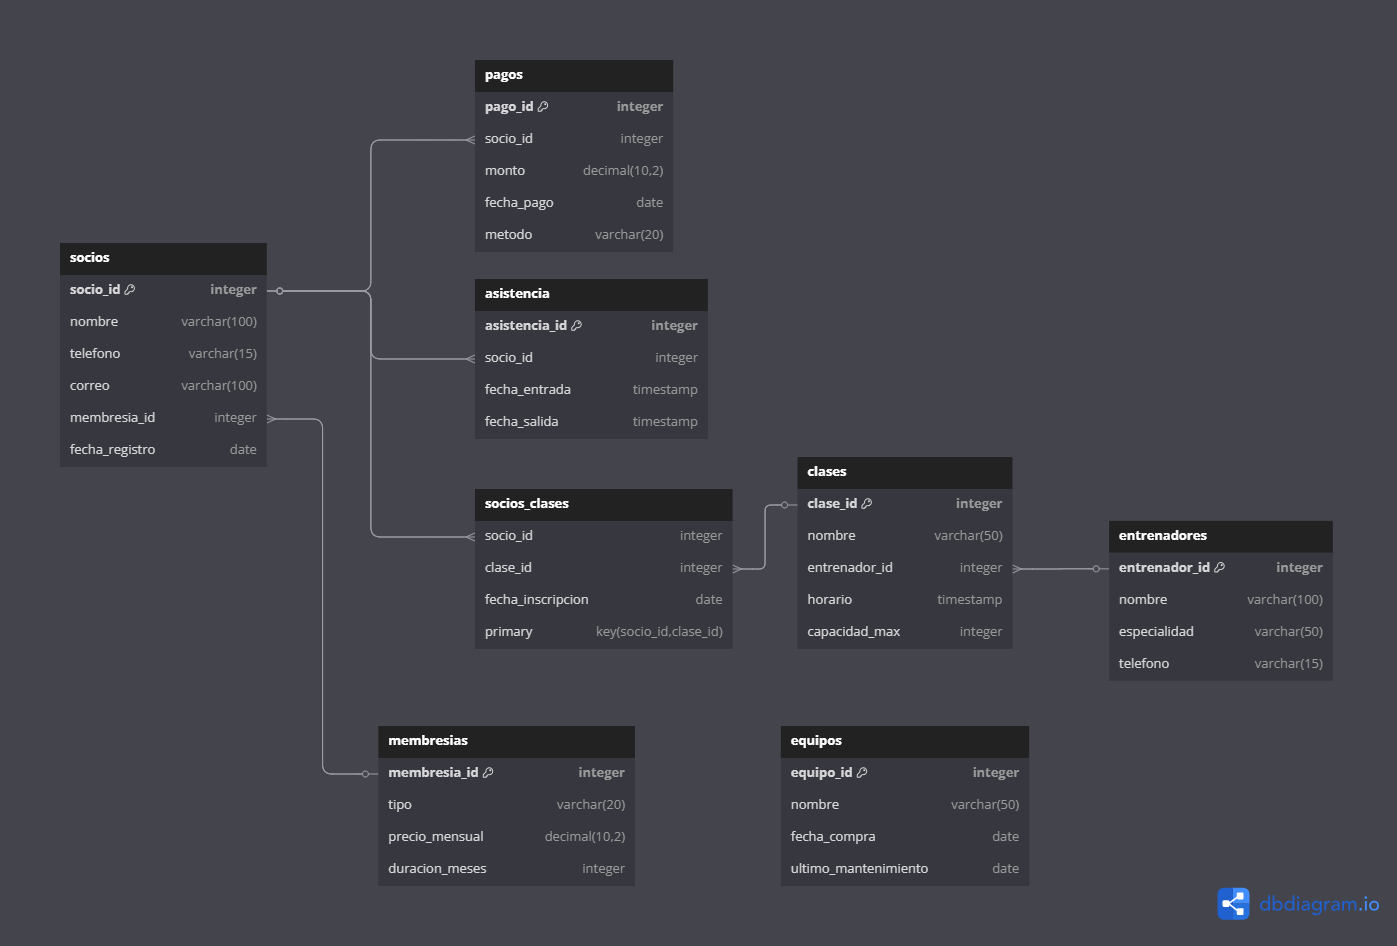 pagos
pago_id integer
socio_id integer
monto decimal(10,2)
fecha_pago date
metodo varchar(20)
socios
socio_id integer
nombre varchar(100)
telefono varchar(15)
correo varchar(100)
membresia_id integer
fecha_registro date
asistencia
asistencia_id integer
socio_id integer
fecha_entrada timestamp
fecha_salida timestamp
socios_clases
socio_id integer
clase_id integer
fecha_inscripcion date
primary key(socio_id,clase_id)
clases
clase_id integer
nombre varchar(50)
entrenador_id integer
horario timestamp
capacidad_max integer
entrenadores
entrenador_id integer
nombre varchar(100)
especialidad varchar(50)
telefono varchar(15)
membresias
membresia_id integer
tipo varchar(20)
precio_mensual decimal(10,2)
duracion_meses integer
equipos
equipo_id integer
nombre varchar(50)
fecha_compra date
ultimo_mantenimiento date
dbdiagram.io